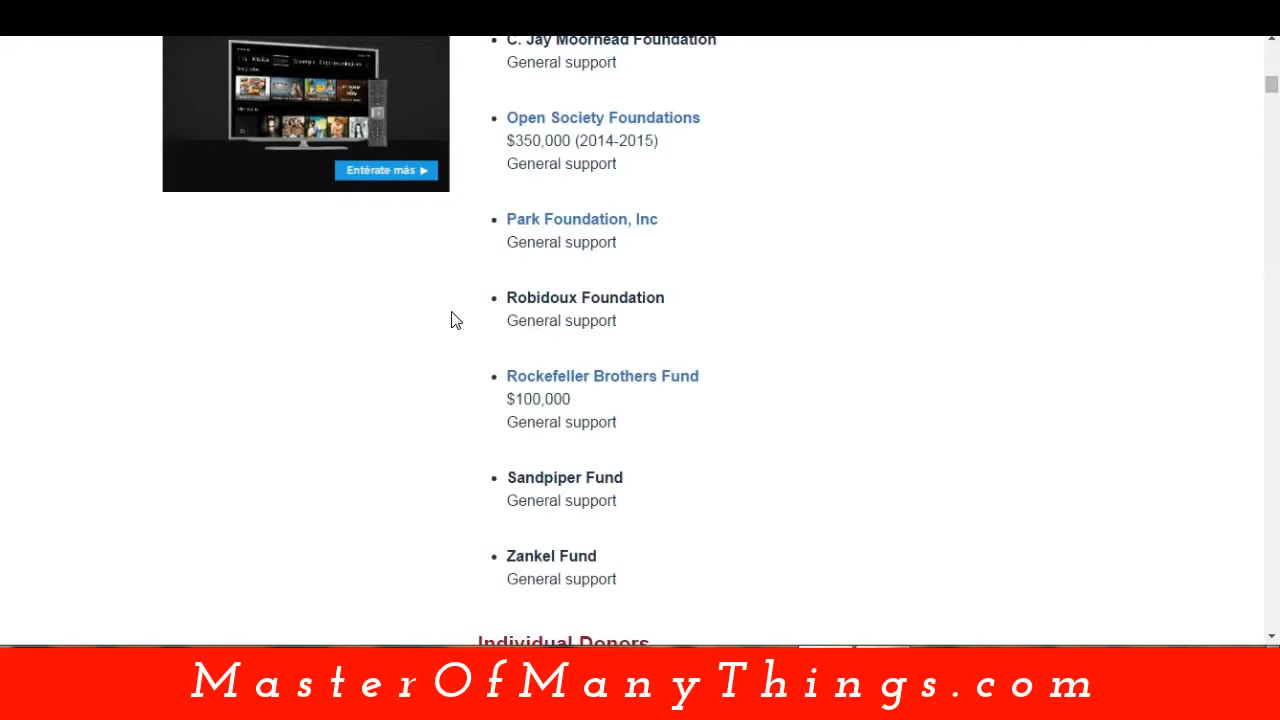 C. Jay Moorhead Foundation
General support
Open Society Foundations
$350,000 (2014-2015)
General support
Entérate más ▶
Park Foundation, Inc
General support
Robidoux Foundation
General support
Rockefeller Brothers Fund
$100,000
General support
Sandpiper Fund
General support
Zankel Fund
General support
Individual Donors
MasterOfManyThings.com